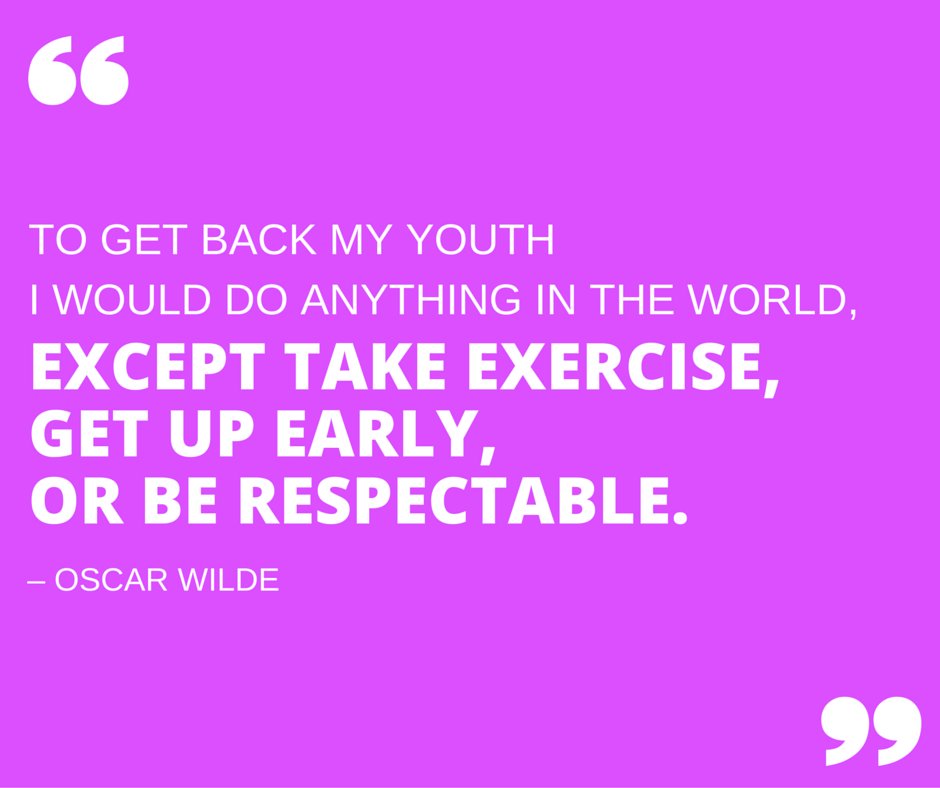 “
TO GET BACK MY YOUTH
I WOULD DO ANYTHING IN THE WORLD,
EXCEPT TAKE EXERCISE,
GET UP EARLY,
OR BE RESPECTABLE.
– OSCAR WILDE
”